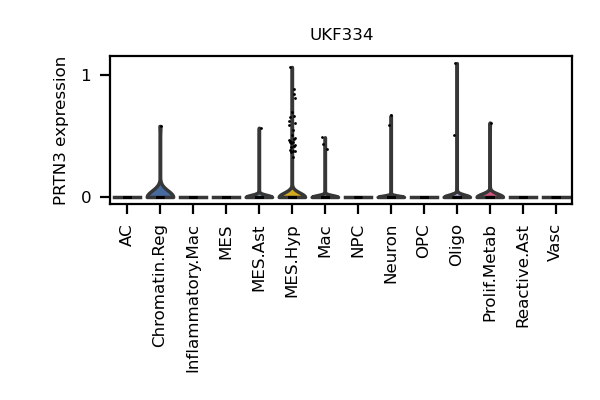 UKF334
PRTN3 expression
1
0
AC
Chromatin.Reg
Inflammatory.Mac
MES
MES.Ast
MES.Hyp
Mac
NPC
Neuron
OPC
Oligo
Prolif.Metab
Reactive.Ast
Vasc